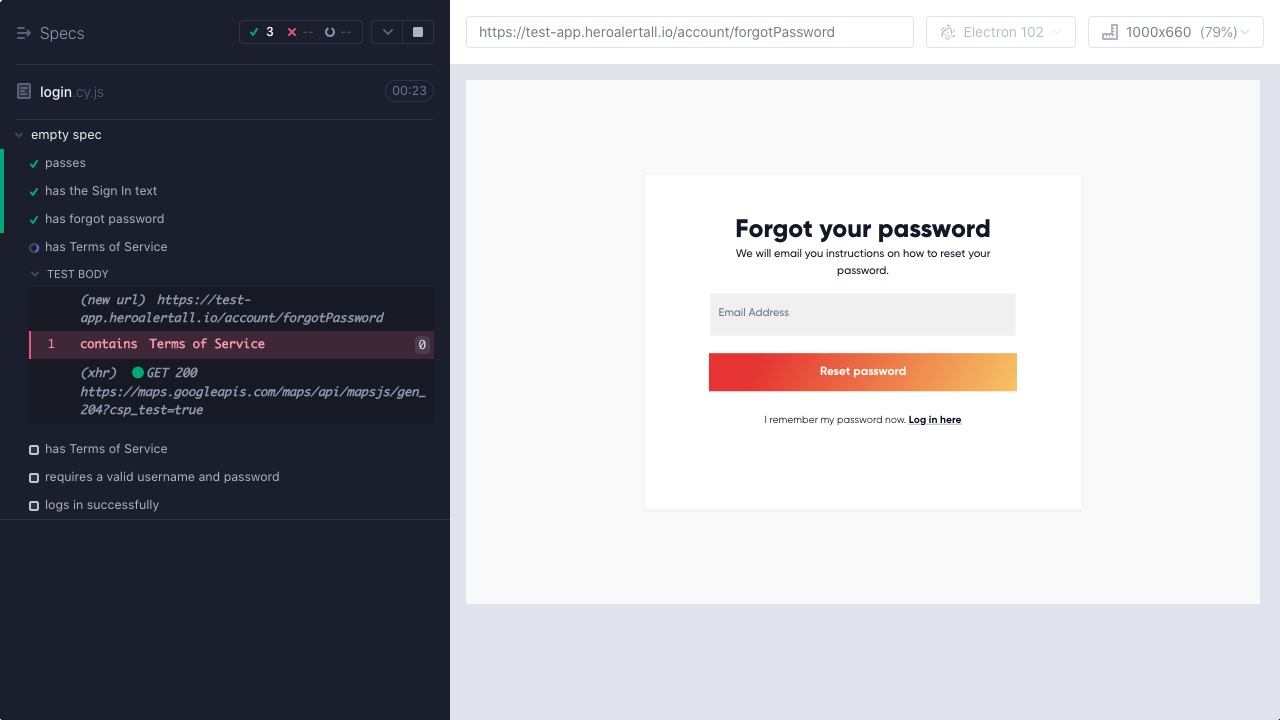 Specs
3 -- --
https://test-app.heroalertall.io/account/forgotPassword
Electron 102
1000x660 (79%)
login.cy.js
00:23
empty spec
passes
has the Sign In text
has forgot password
has Terms of Service
TEST BODY
(new url) https://test-
app.heroalertall.io/account/forgotPassword
1 contains Terms of Service 0
(xhr) GET 200
https://maps.googleapis.com/maps/api/mapsjs/gen_
204?csp_test=true
has Terms of Service
requires a valid username and password
logs in successfully
Forgot your password
We will email you instructions on how to reset your
password.
Email Address
Reset password
I remember my password now. Log in here